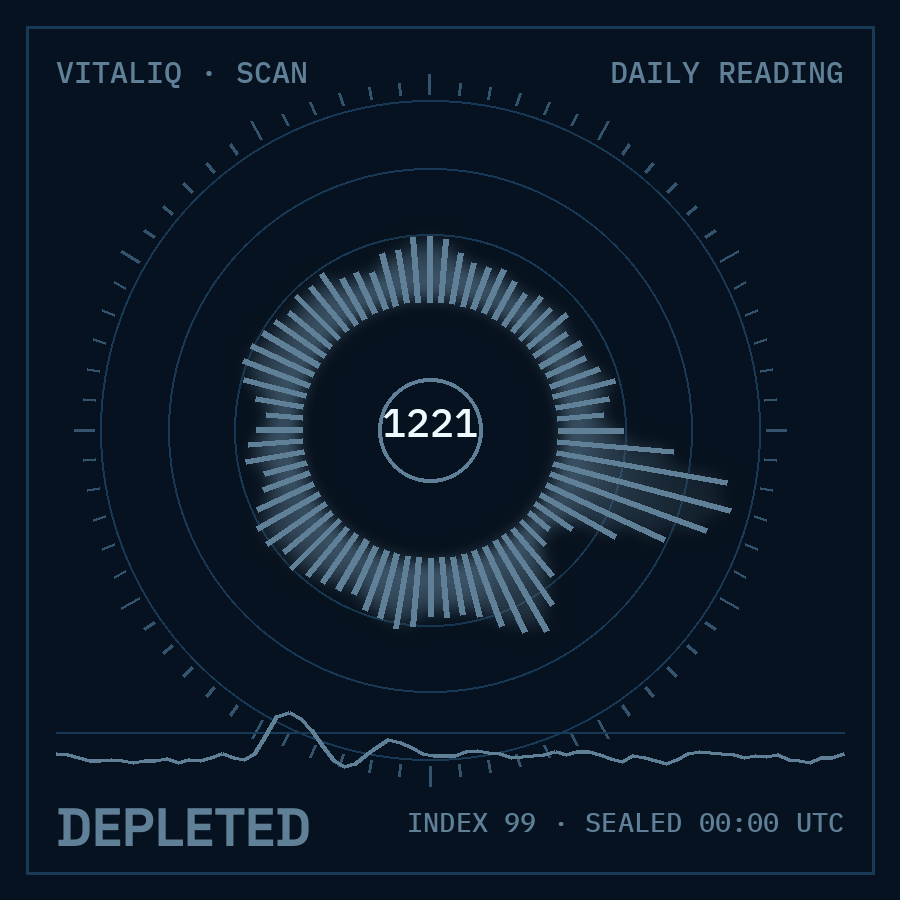 VITALIQ · SCAN
DAILY READING
1221
DEPLETED
INDEX 99 · SEALED 00:00 UTC